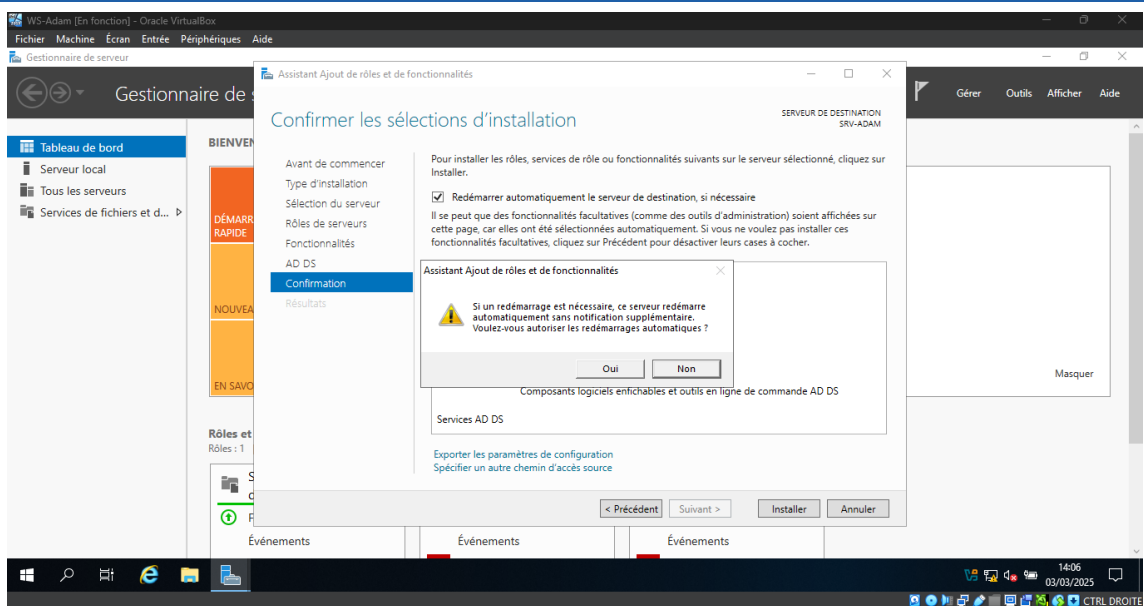 WS-Adam [En fonction] - Oracle VirtualBox
Fichier Machine Écran Entrée Périphériques Aide
Gestionnaire de serveur
Gestionnaire de
Gérer Outils Afficher Aide
Tableau de bord
Serveur local
Tous les serveurs
Services de fichiers et d...
BIENVEN
DÉMARR
RAPIDE
NOUVEA
EN SAVO
Masquer
Rôles et
Rôles : 1
Événements
Événements
Événements
Assistant Ajout de rôles et de fonctionnalités
Confirmer les sélections d'installation
SERVEUR DE DESTINATION
SRV-ADAM
Avant de commencer
Type d'installation
Sélection du serveur
Rôles de serveurs
Fonctionnalités
AD DS
Confirmation
Résultats
Pour installer les rôles, services de rôle ou fonctionnalités suivants sur le serveur sélectionné, cliquez sur
Installer.
Redémarrer automatiquement le serveur de destination, si nécessaire
Il se peut que des fonctionnalités facultatives (comme des outils d'administration) soient affichées sur
cette page, car elles ont été sélectionnées automatiquement. Si vous ne voulez pas installer ces
fonctionnalités facultatives, cliquez sur Précédent pour désactiver leurs cases à cocher.
Assistant Ajout de rôles et de fonctionnalités
Si un redémarrage est nécessaire, ce serveur redémarre
automatiquement sans notification supplémentaire.
Voulez-vous autoriser les redémarrages automatiques ?
Oui Non
Composants logiciels enfichables et outils en ligne de commande AD DS
Services AD DS
Exporter les paramètres de configuration
Spécifier un autre chemin d'accès source
< Précédent Suivant > Installer Annuler
14:06
03/03/2025
CTRL DROITE